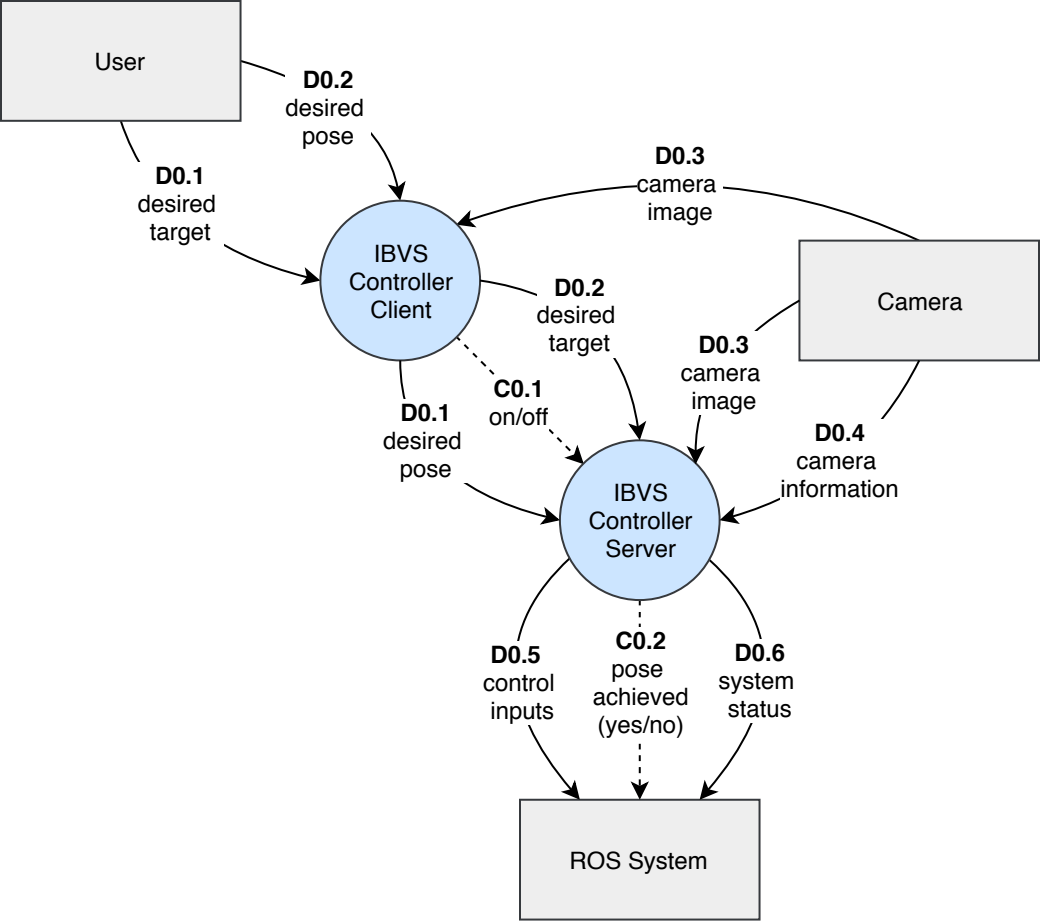 User
D0.2
desired
pose
D0.1
desired
target
D0.3
camera
image
IBVS
Controller
Client
Camera
D0.2
desired
target
D0.3
camera
image
C0.1
on/off
D0.1
desired
pose
D0.4
camera
information
IBVS
Controller
Server
D0.5
control
inputs
C0.2
pose
achieved
(yes/no)
D0.6
system
status
ROS System